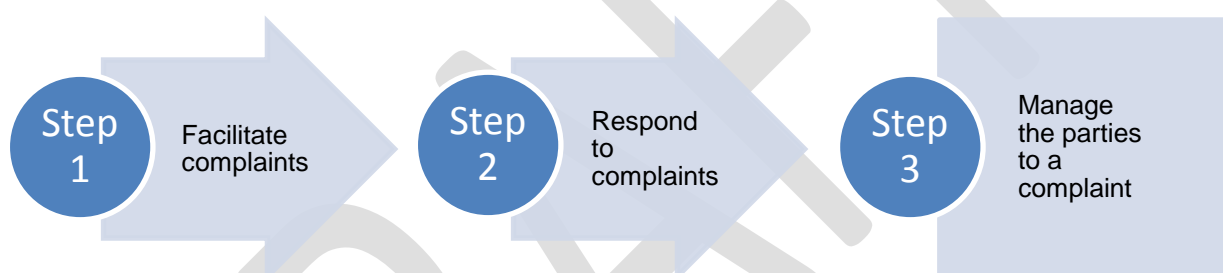 Step
1
Facilitate
complaints
Step
2
Respond
to
complaints
Step
3
Manage
the parties
to a
complaint